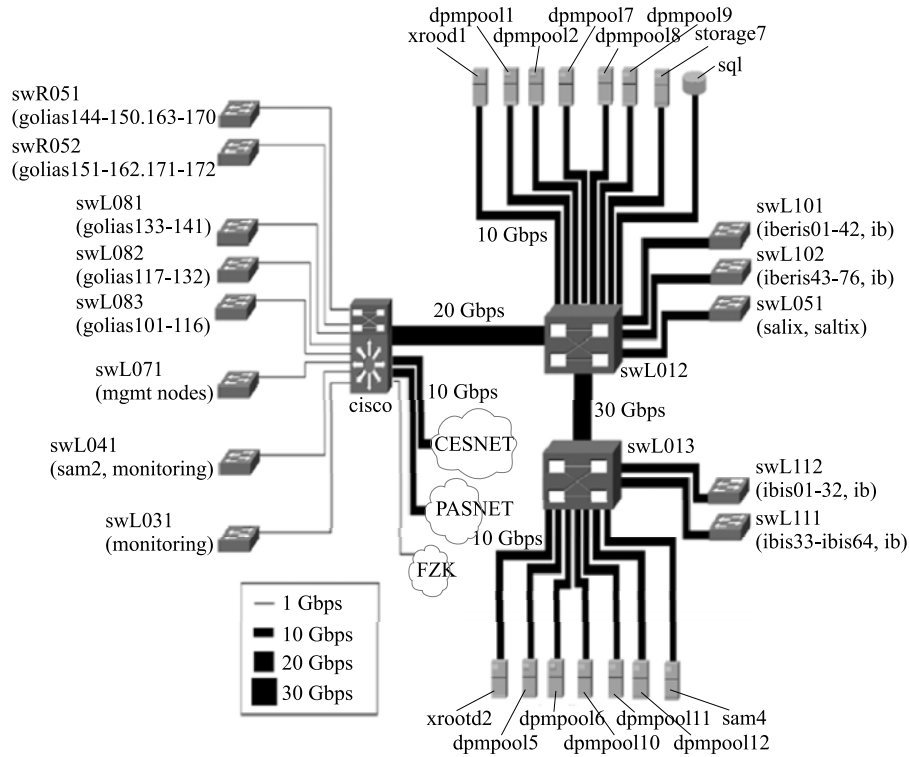 dpmpool1
dpmpool7
dpmpool9
xrood1
dpmpool2
dpmpool8
storage7
sql
swR051
(golias144-150.163-170
swR052
(golias151-162.171-172
swL081
(golias133-141)
swL082
(golias117-132)
swL083
(golias101-116)
swL071
(mgmt nodes)
swL041
(sam2, monitoring)
swL031
(monitoring)
10 Gbps
swL101
(iberis01-42, ib)
swL102
(iberis43-76, ib)
swL051
(salix, saltix)
20 Gbps
swL012
cisco
10 Gbps
30 Gbps
CESNET
swL013
PASNET
10 Gbps
FZK
swL112
(ibis01-32, ib)
swL111
(ibis33-ibis64, ib)
1 Gbps
10 Gbps
20 Gbps
30 Gbps
xrootd2
dpmpool6
dpmpool11
sam4
dpmpool5
dpmpool10
dpmpool12